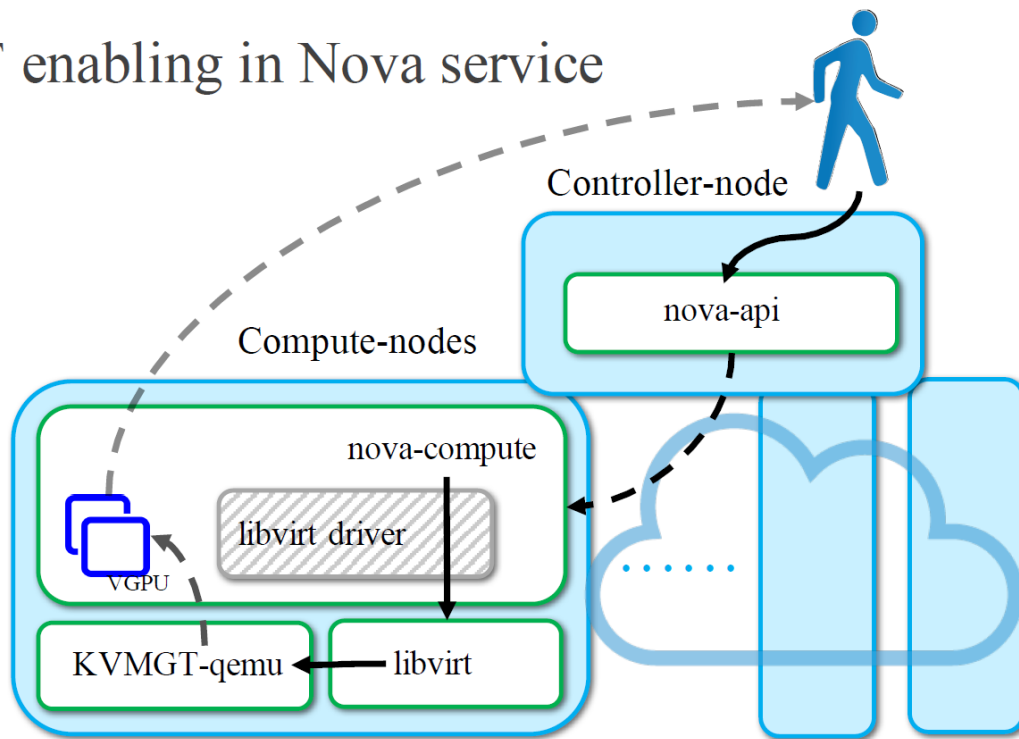 enabling in Nova service
Controller-node
nova-api
Compute-nodes
nova-compute
libvirt driver
VGPU
KVMGT-qemu
libvirt